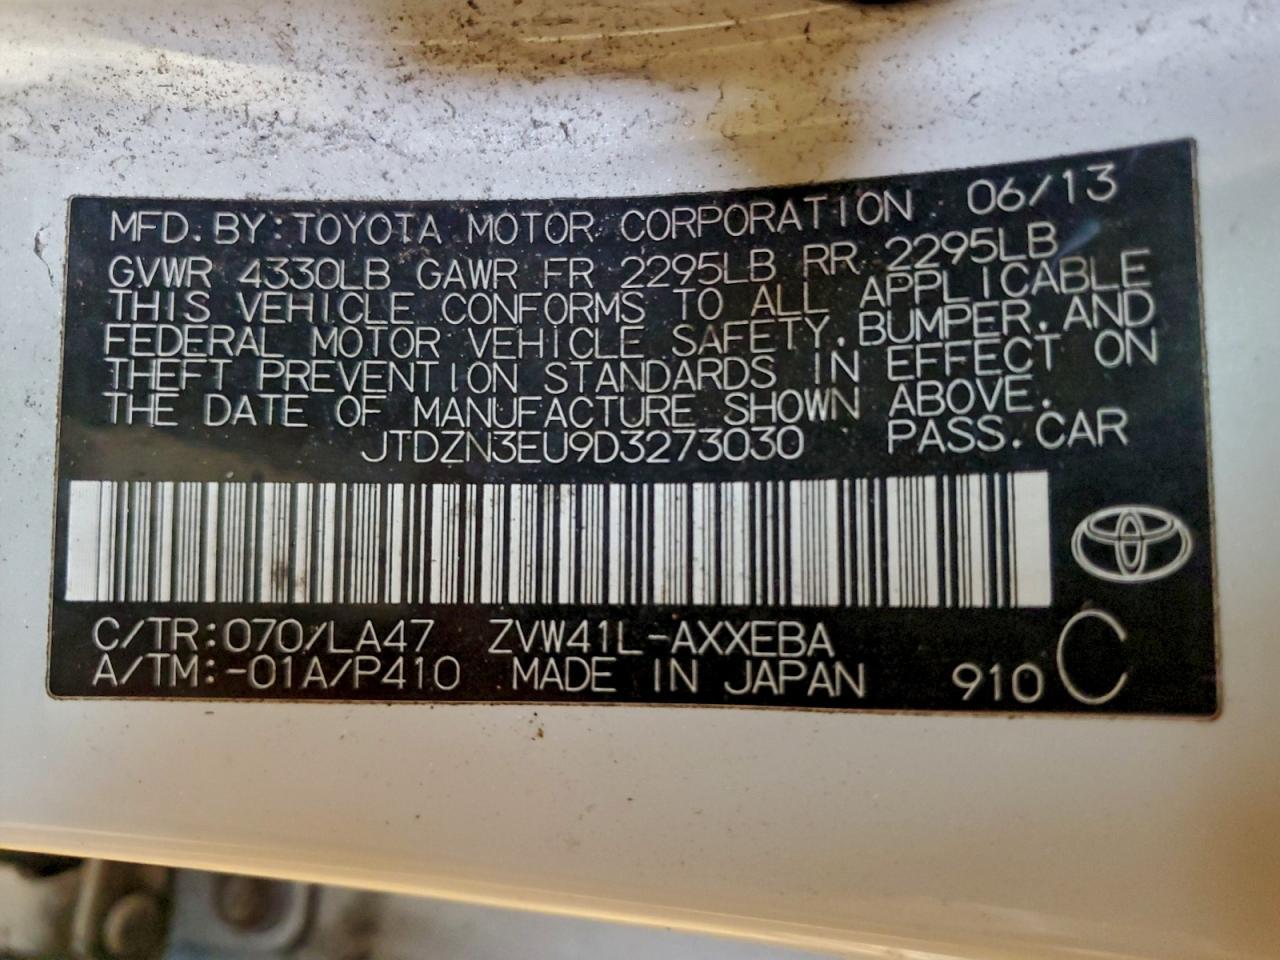 MFD. BY: TOYOTA MOTOR CORPORATION 06/13
GVWR 4330LB GAWR FR 2295LB RR 2295LB
THIS VEHICLE CONFORMS TO ALL APPLICABLE
FEDERAL MOTOR VEHICLE SAFETY, BUMPER, AND
THEFT PREVENTION STANDARDS IN EFFECT ON
THE DATE OF MANUFACTURE SHOWN ABOVE.
JTDZN3EU9D3273030 PASS. CAR
C/TR: 070/LA47 ZVW41L-AXXEBA
A/TM: -01A/P410 MADE IN JAPAN 910 C